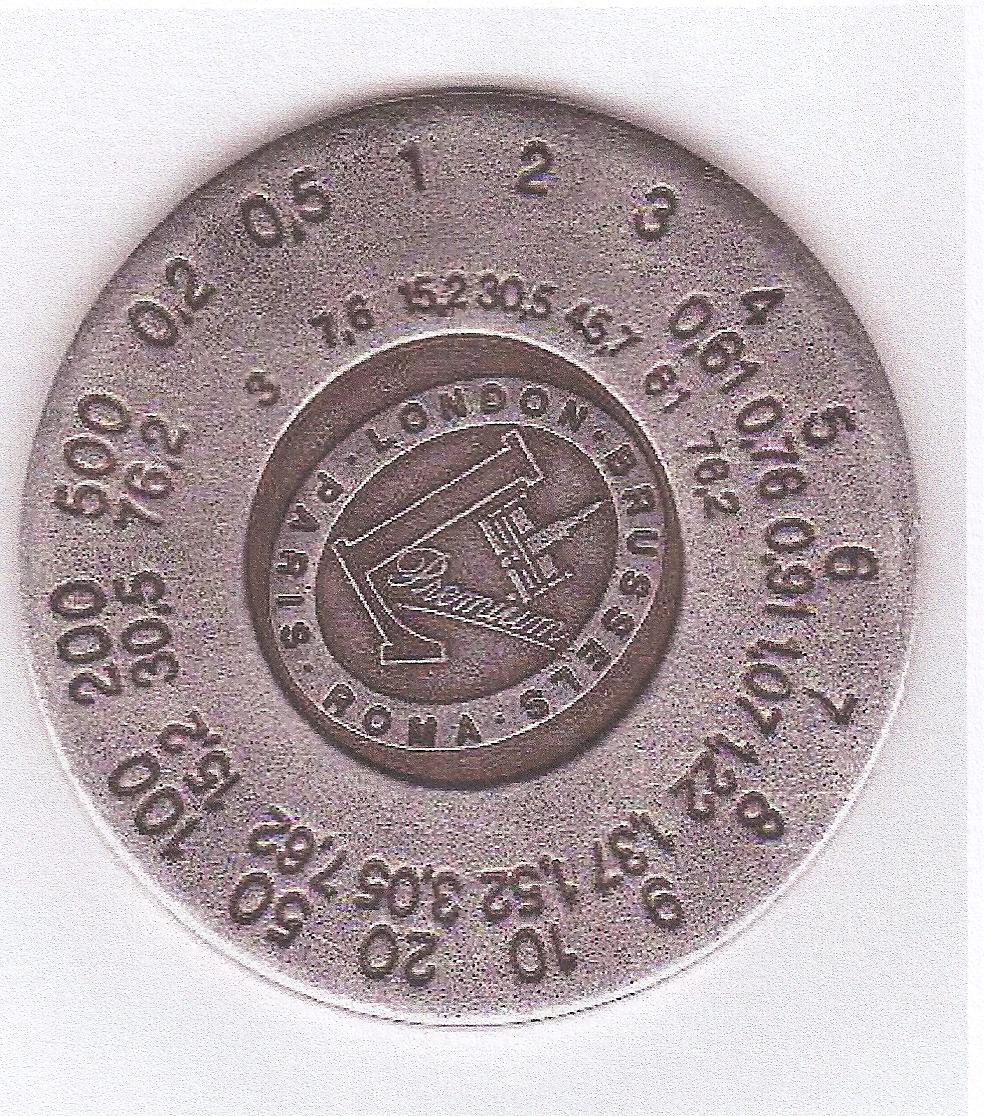 0,2 0,5 1 2 3 4 5 6 7 8 9 10 20 50 100 200 500
3 7,6 15,2 30,5 45,7 61 76,2
0,61 0,76 0,91 1,07 1,22 1,37 1,52 3,05 7,62 15,2 30,5 76,2
PARIS · LONDON · BRUSSELS · ROMA ·
Premium